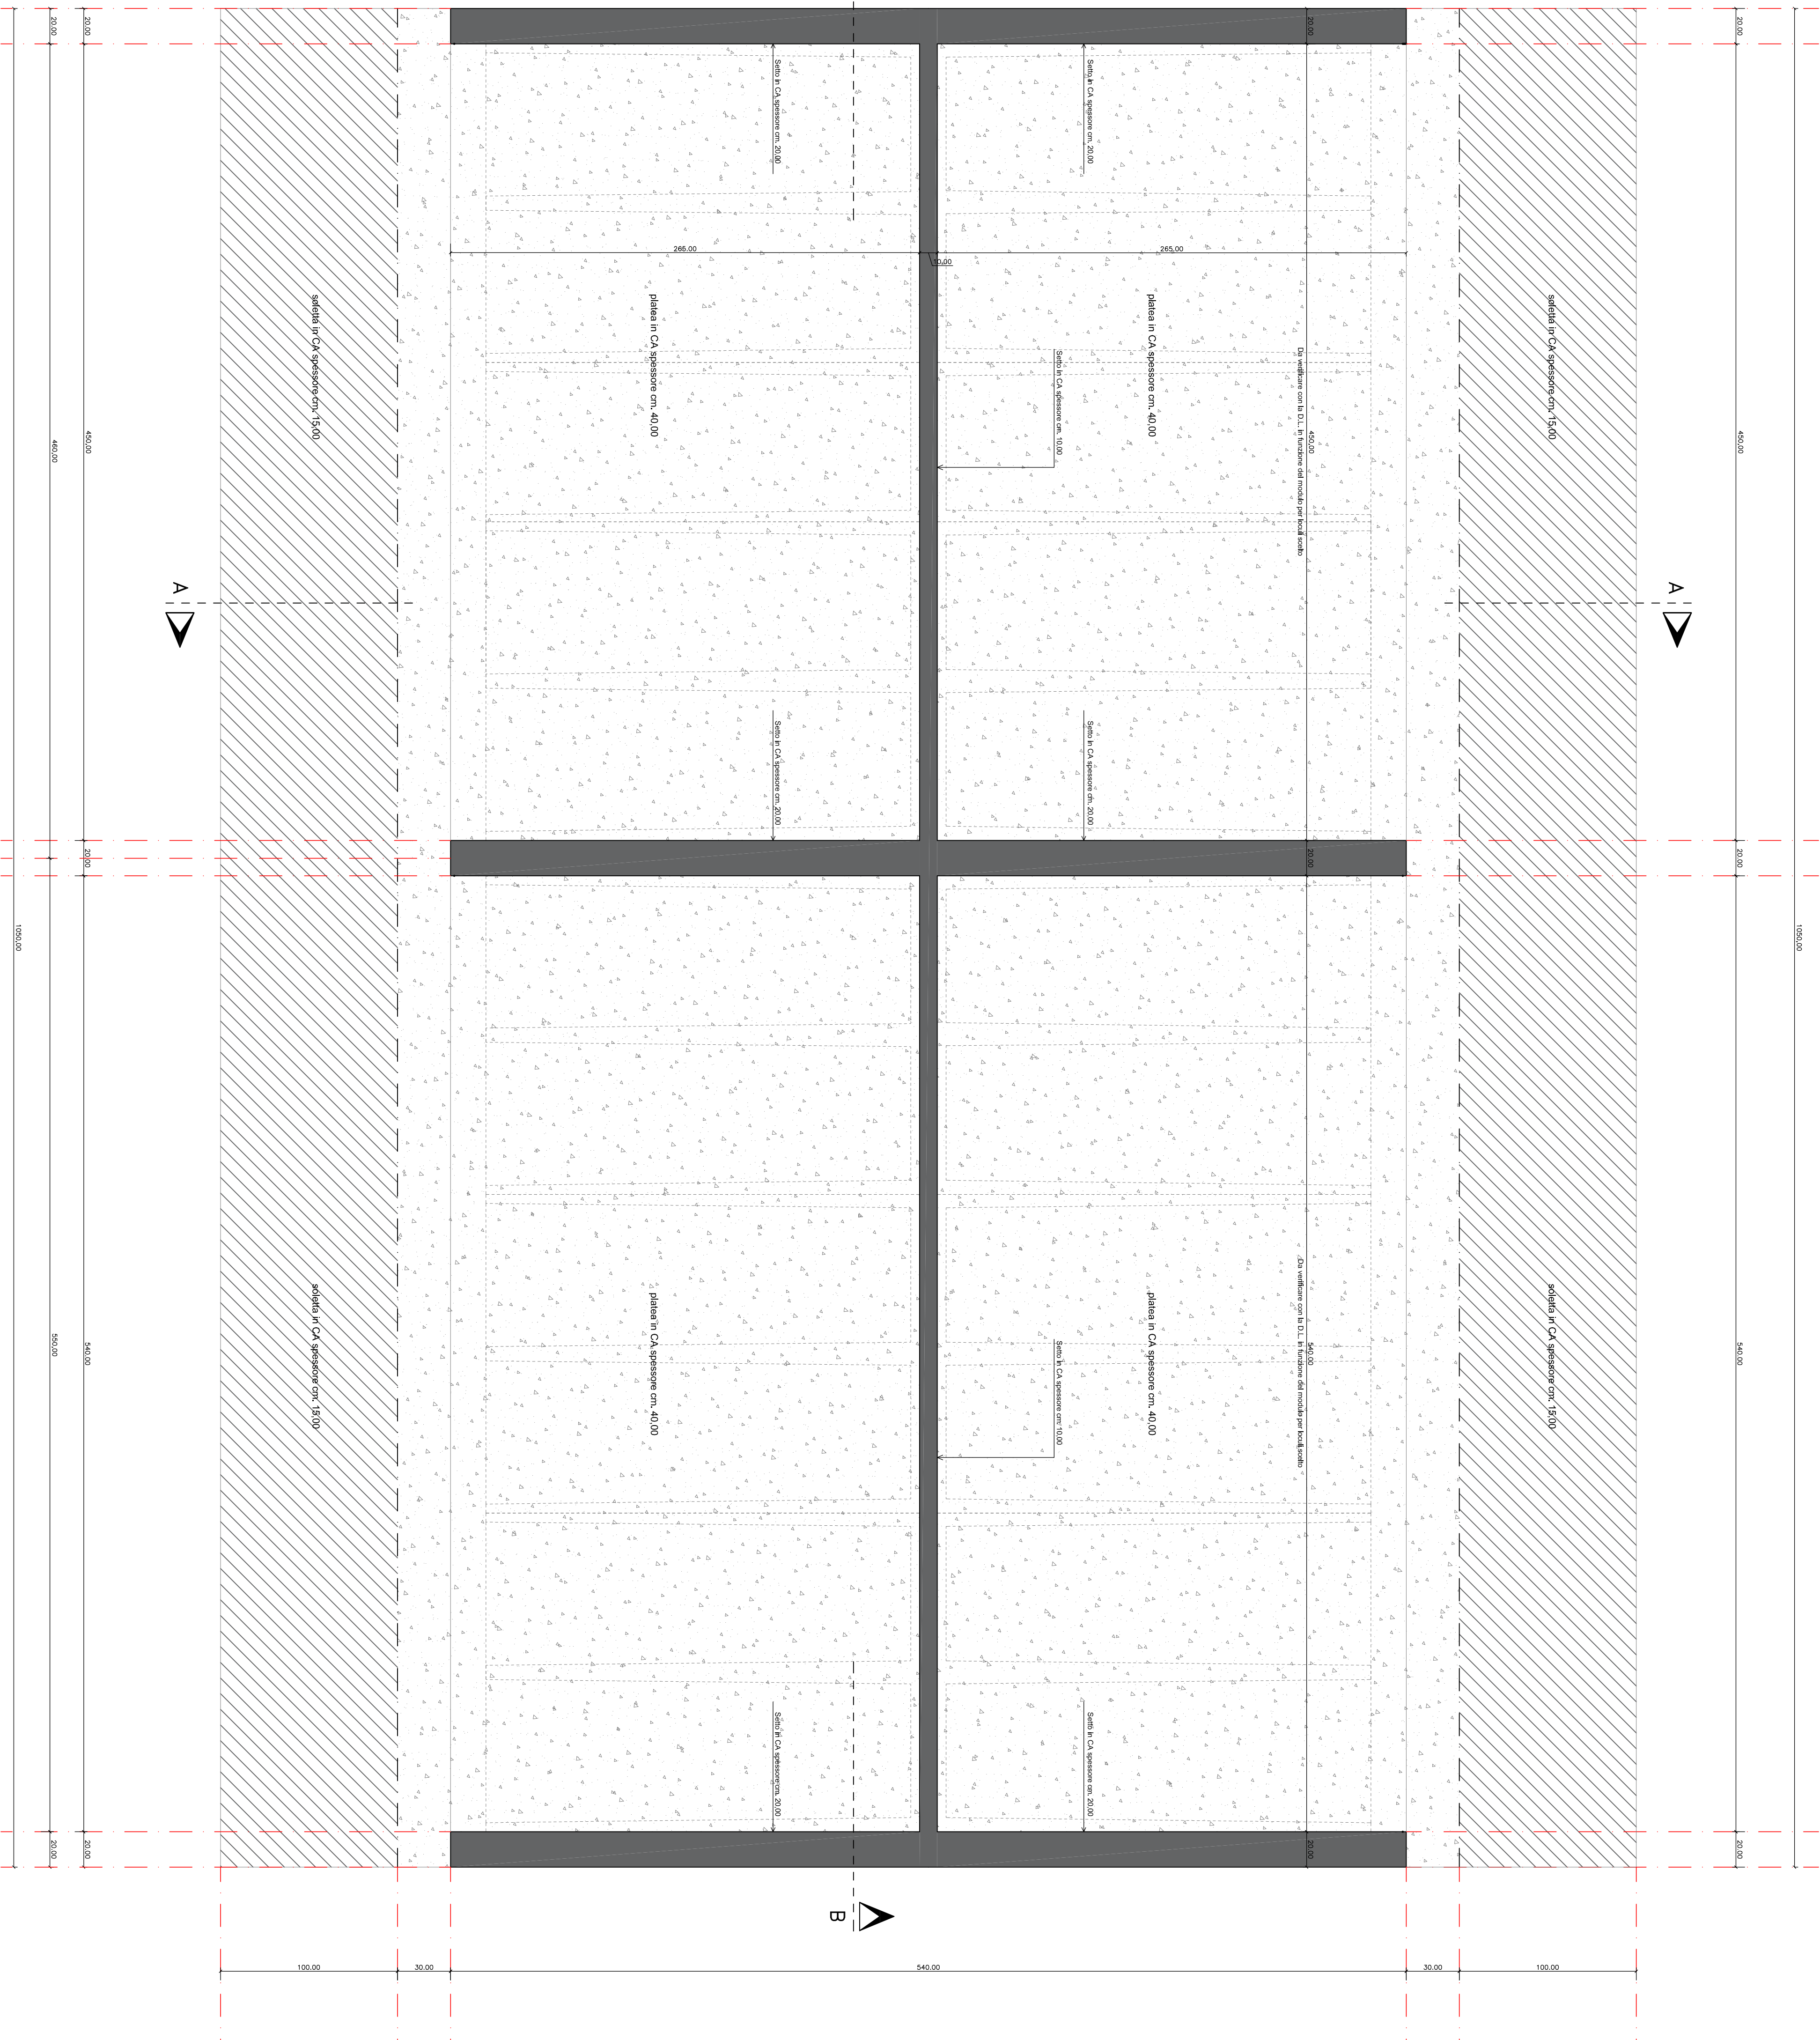 1050,00
20,00
450,00
20,00
540,00
20,00
A
soletta in CA spessore cm. 15,00
soletta in CA spessore cm. 15,00
20,00
450,00
20,00
540,00
20,00
Da verificare con la D.L. in funzione del modulo per loculi scelto
Da verificare con la D.L. in funzione del modulo per loculi scelto
265,00
platea in CA spessore cm. 40,00
platea in CA spessore cm. 40,00
Setto in CA spessore cm. 20,00
Setto in CA spessore cm. 20,00
Setto in CA spessore cm. 20,00
Setto in CA spessore cm. 10,00
Setto in CA spessore cm. 10,00
10,00
B
Setto in CA spessore cm. 20,00
Setto in CA spessore cm. 20,00
Setto in CA spessore cm. 20,00
265,00
platea in CA spessore cm. 40,00
platea in CA spessore cm. 40,00
soletta in CA spessore cm. 15,00
soletta in CA spessore cm. 15,00
A
20,00
450,00
20,00
540,00
20,00
20,00
460,00
550,00
20,00
1050,00
100,00
30,00
540,00
30,00
100,00